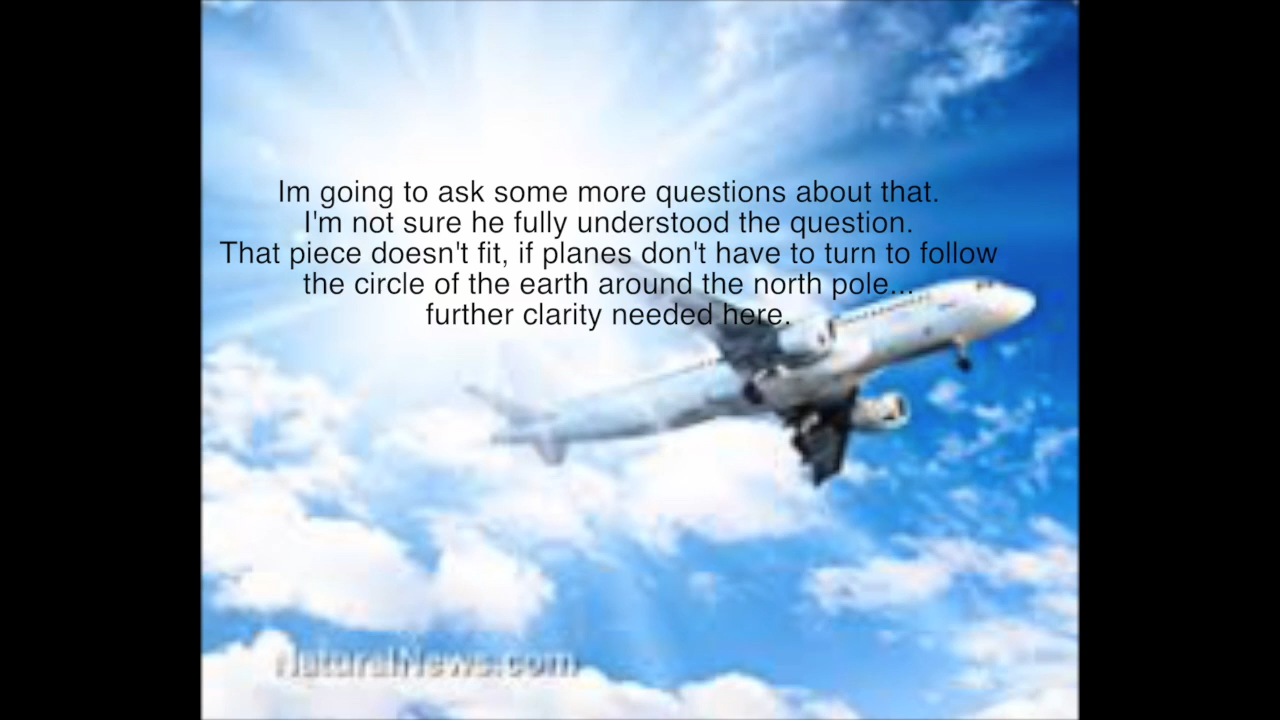 Im going to ask some more questions about that.
I'm not sure he fully understood the question.
That piece doesn't fit, if planes don't have to turn to follow
the circle of the earth around the north pole...
further clarity needed here.
NaturalNews.com